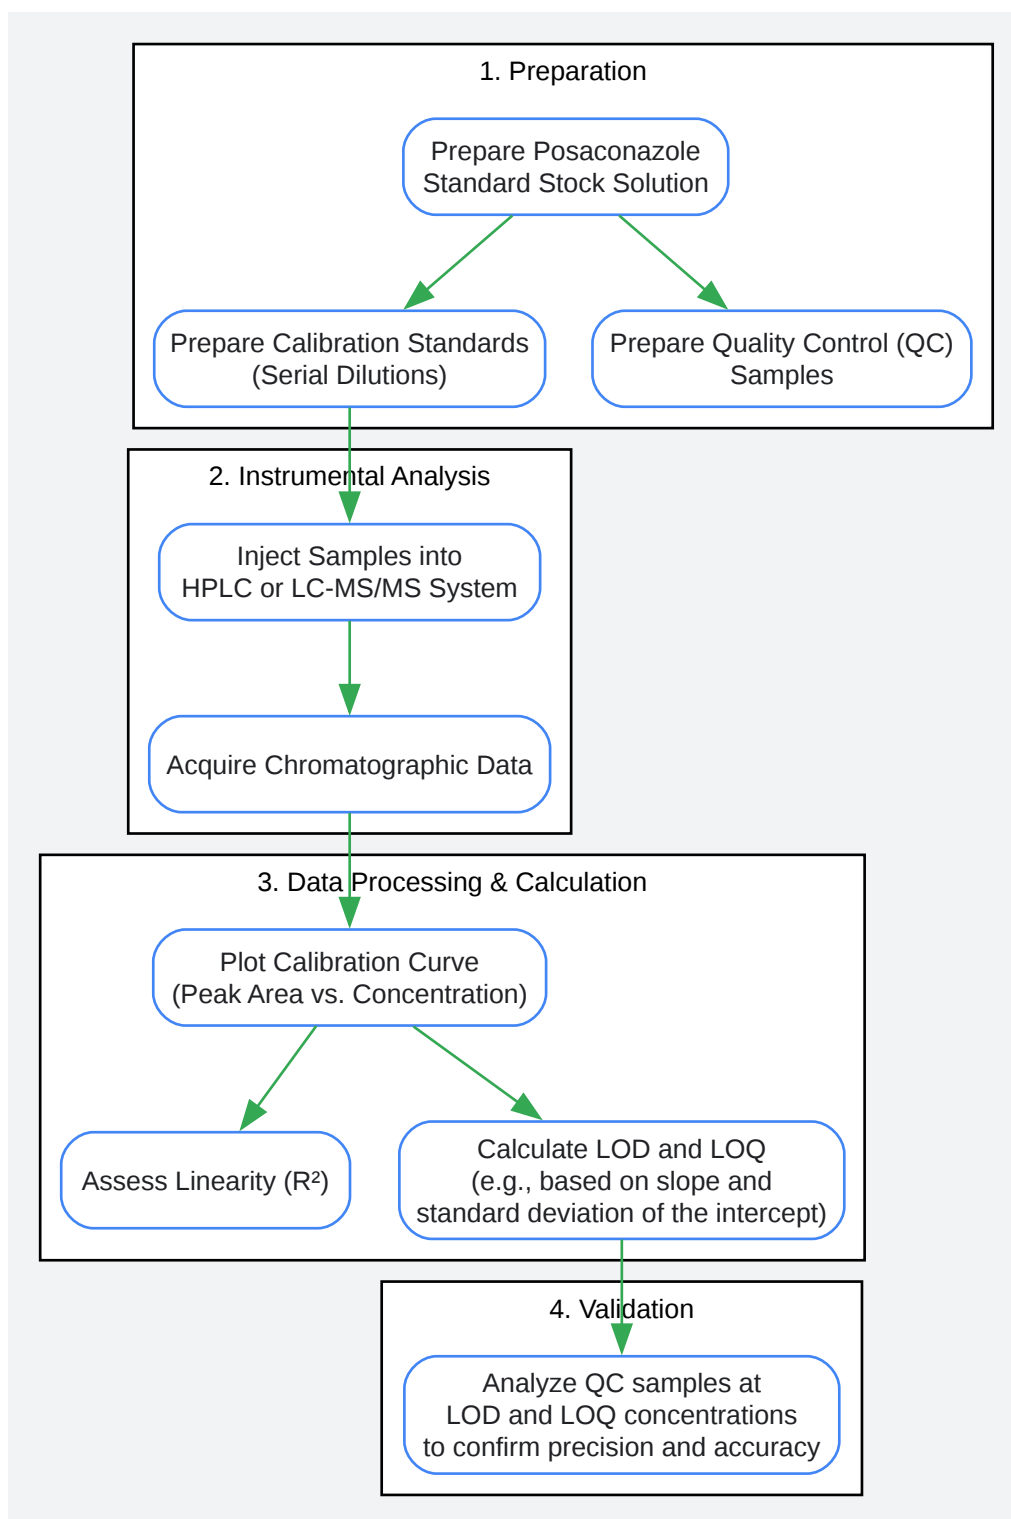 1. Preparation
Prepare Posaconazole
Standard Stock Solution
Prepare Calibration Standards
(Serial Dilutions)
Prepare Quality Control (QC)
Samples
2. Instrumental Analysis
Inject Samples into
HPLC or LC-MS/MS System
Acquire Chromatographic Data
3. Data Processing & Calculation
Plot Calibration Curve
(Peak Area vs. Concentration)
Assess Linearity (R²)
Calculate LOD and LOQ
(e.g., based on slope and
standard deviation of the intercept)
4. Validation
Analyze QC samples at
LOD and LOQ concentrations
to confirm precision and accuracy